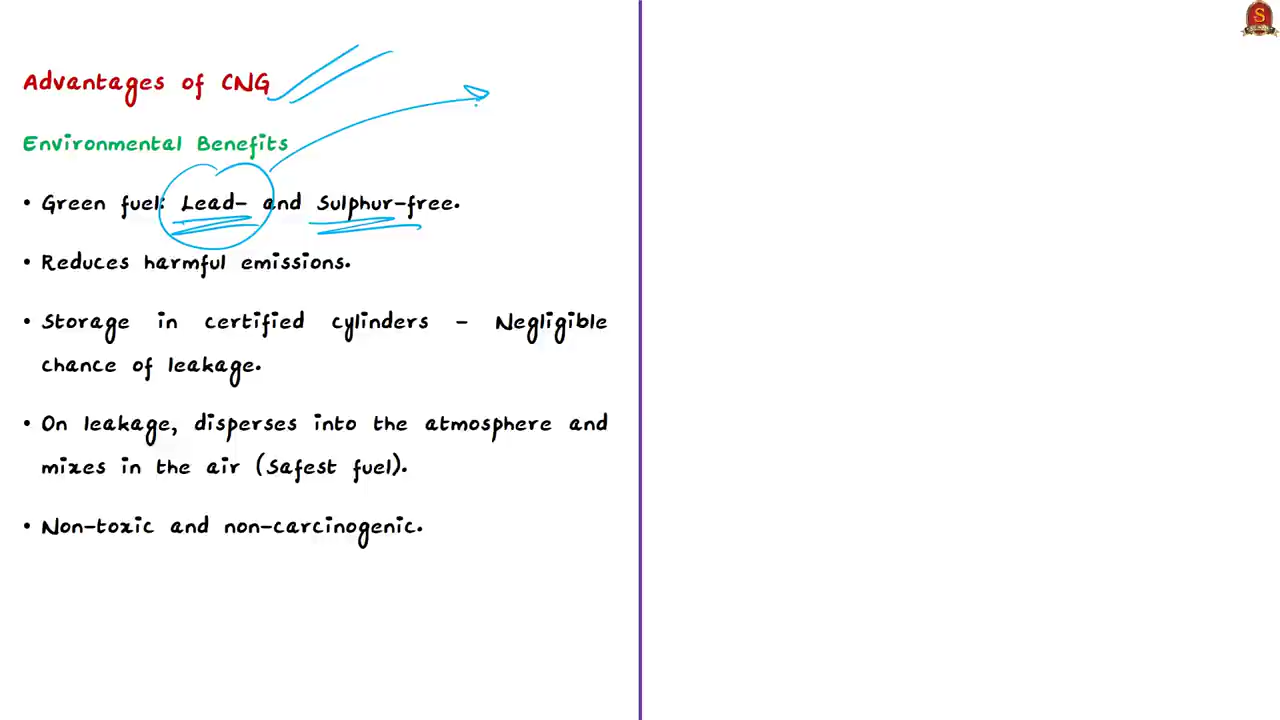 Advantages of CNG
Environmental Benefits
• Green fuel: Lead- and Sulphur-free.
• Reduces harmful emissions.
• Storage in certified cylinders - Negligible
chance of leakage.
• On leakage, disperses into the atmosphere and
mixes in the air (Safest fuel).
• Non-toxic and non-carcinogenic.
S